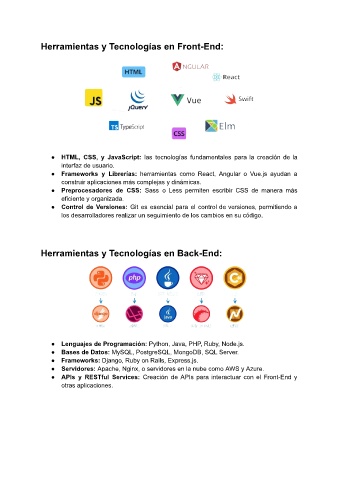 Herramientas y Tecnologías en Front-End:
ANGULAR
HTML
React
JS
jQuery
Vue
Swift
TS TypeScript
Elm
CSS
● HTML, CSS, y JavaScript: las tecnologías fundamentales para la creación de la
interfaz de usuario.
● Frameworks y Librerías: herramientas como React, Angular o Vue.js ayudan a
construir aplicaciones más complejas y dinámicas.
● Preprocesadores de CSS: Sass o Less permiten escribir CSS de manera más
eficiente y organizada.
● Control de Versiones: Git es esencial para el control de versiones, permitiendo a
los desarrolladores realizar un seguimiento de los cambios en su código.
Herramientas y Tecnologías en Back-End:
php
● Lenguajes de Programación: Python, Java, PHP, Ruby, Node.js.
● Bases de Datos: MySQL, PostgreSQL, MongoDB, SQL Server.
● Frameworks: Django, Ruby on Rails, Express.js.
● Servidores: Apache, Nginx, o servidores en la nube como AWS y Azure.
● APIs y RESTful Services: Creación de APIs para interactuar con el Front-End y
otras aplicaciones.